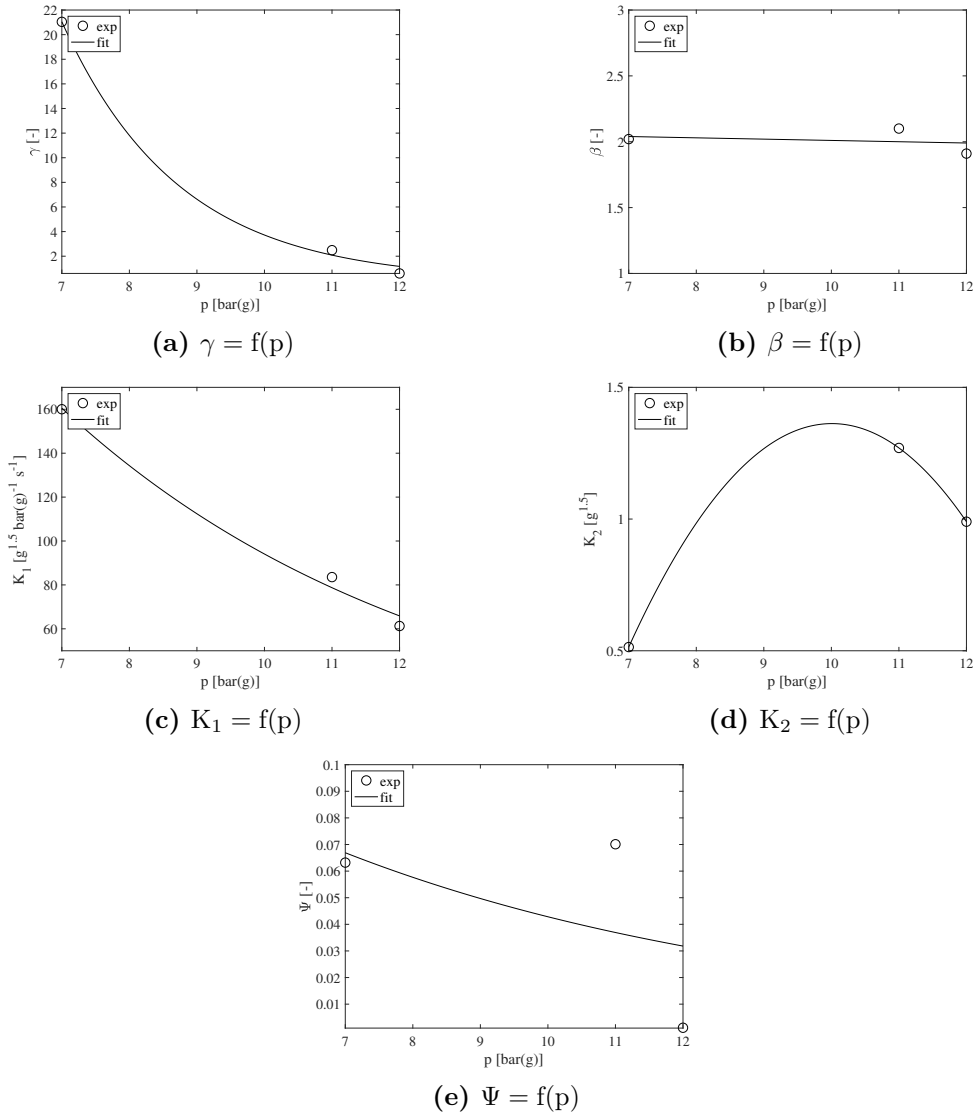 22
20
18
16
14
12
10
8
6
4
2
γ [-]
exp
fit
7 8 9 10 11 12
p [bar(g)]
(a) γ = f(p)
3
2.5
2
1.5
1
β [-]
exp
fit
7 8 9 10 11 12
p [bar(g)]
(b) β = f(p)
160
140
120
100
80
60
K₁ [g^1.5 bar(g)^-1 s^-1]
exp
fit
7 8 9 10 11 12
p [bar(g)]
(c) K₁ = f(p)
1.5
1
0.5
K₂ [g^1.5]
exp
fit
7 8 9 10 11 12
p [bar(g)]
(d) K₂ = f(p)
0.1
0.09
0.08
0.07
0.06
0.05
0.04
0.03
0.02
0.01
Ψ [-]
exp
fit
7 8 9 10 11 12
p [bar(g)]
(e) Ψ = f(p)